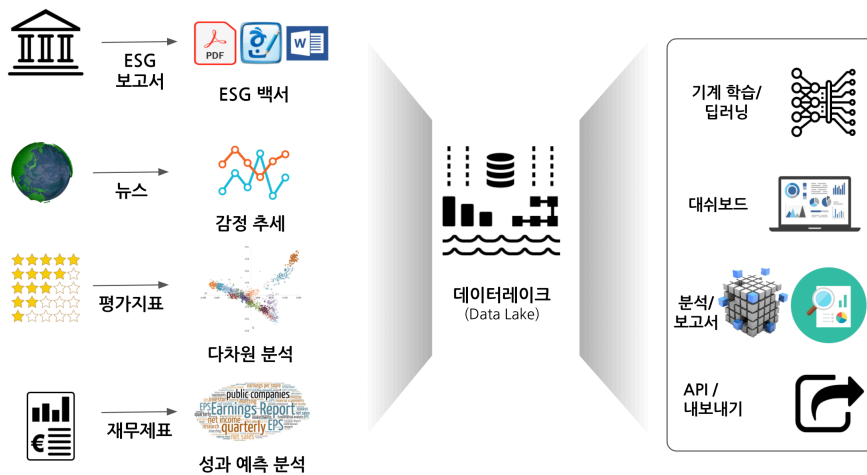 ESG
보고서
PDF
W
ESG 백서
뉴스
감정 추세
평가지표
다차원 분석
재무제표
public companies
Earnings Report
EPS
net income
quarterly
EPS
net sales
성과 예측 분석
데이터레이크
(Data Lake)
기계 학습/
딥러닝
대쉬보드
분석/
보고서
API /
내보내기